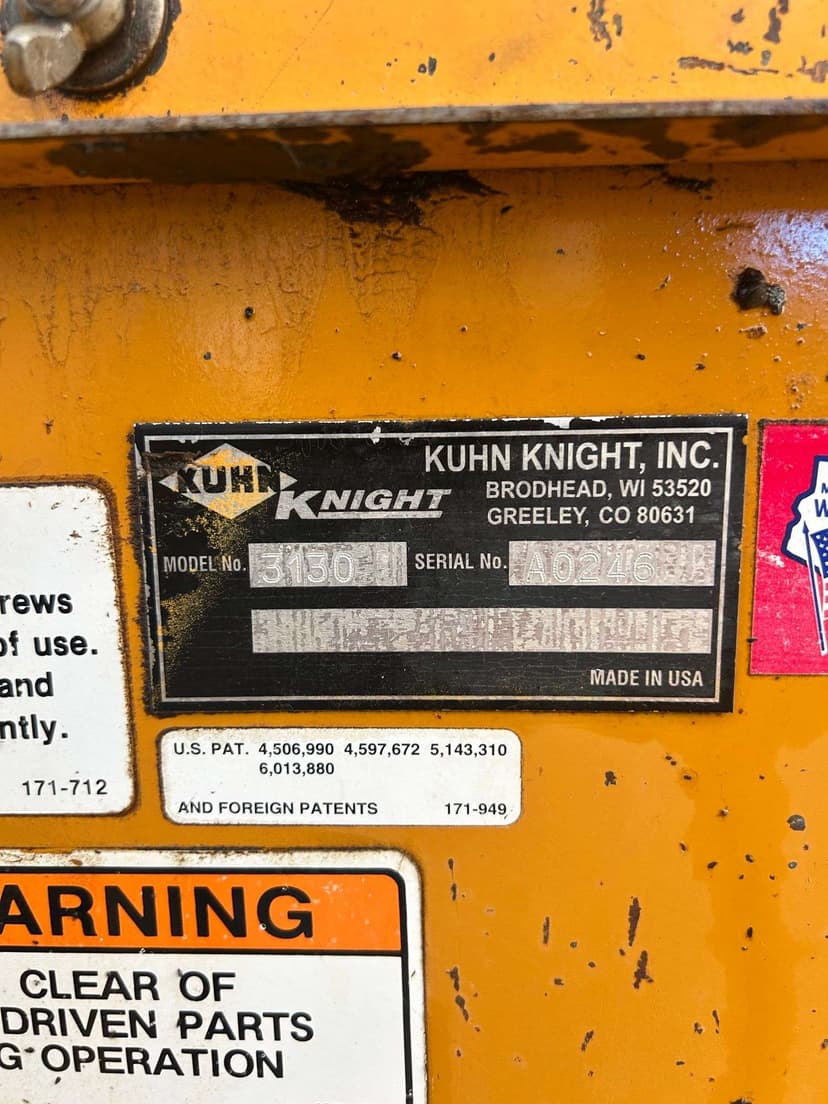 KUHN
KNIGHT
KUHN KNIGHT, INC.
BRODHEAD, WI 53520
GREELEY, CO 80631
MODEL No. 3130 SERIAL No. A0246
MADE IN USA
rews
of use.
and
ntly.
171-712
U.S. PAT. 4,506,990 4,597,672 5,143,310
6,013,880
AND FOREIGN PATENTS 171-949
ARNING
CLEAR OF
DRIVEN PARTS
G OPERATION